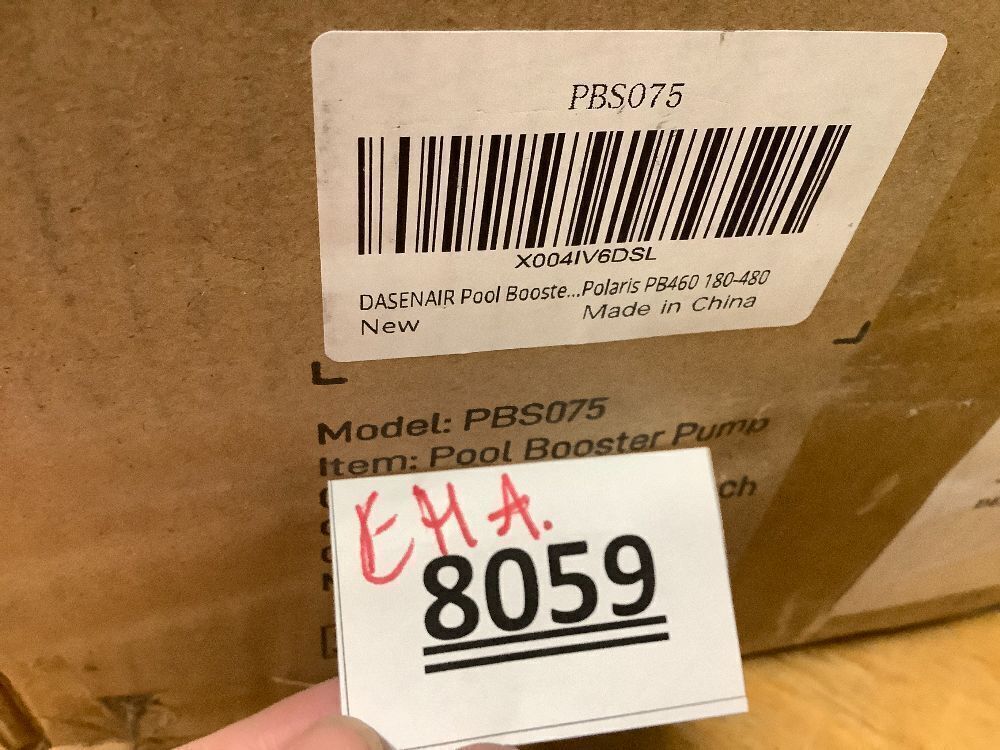 PBS075
X004IV6DSL
DASENAIR Pool Booste...Polaris PB460 180-480
New
Made in China
Model: PBS075
Item: Pool Booster Pump
ch
EHA.
8059